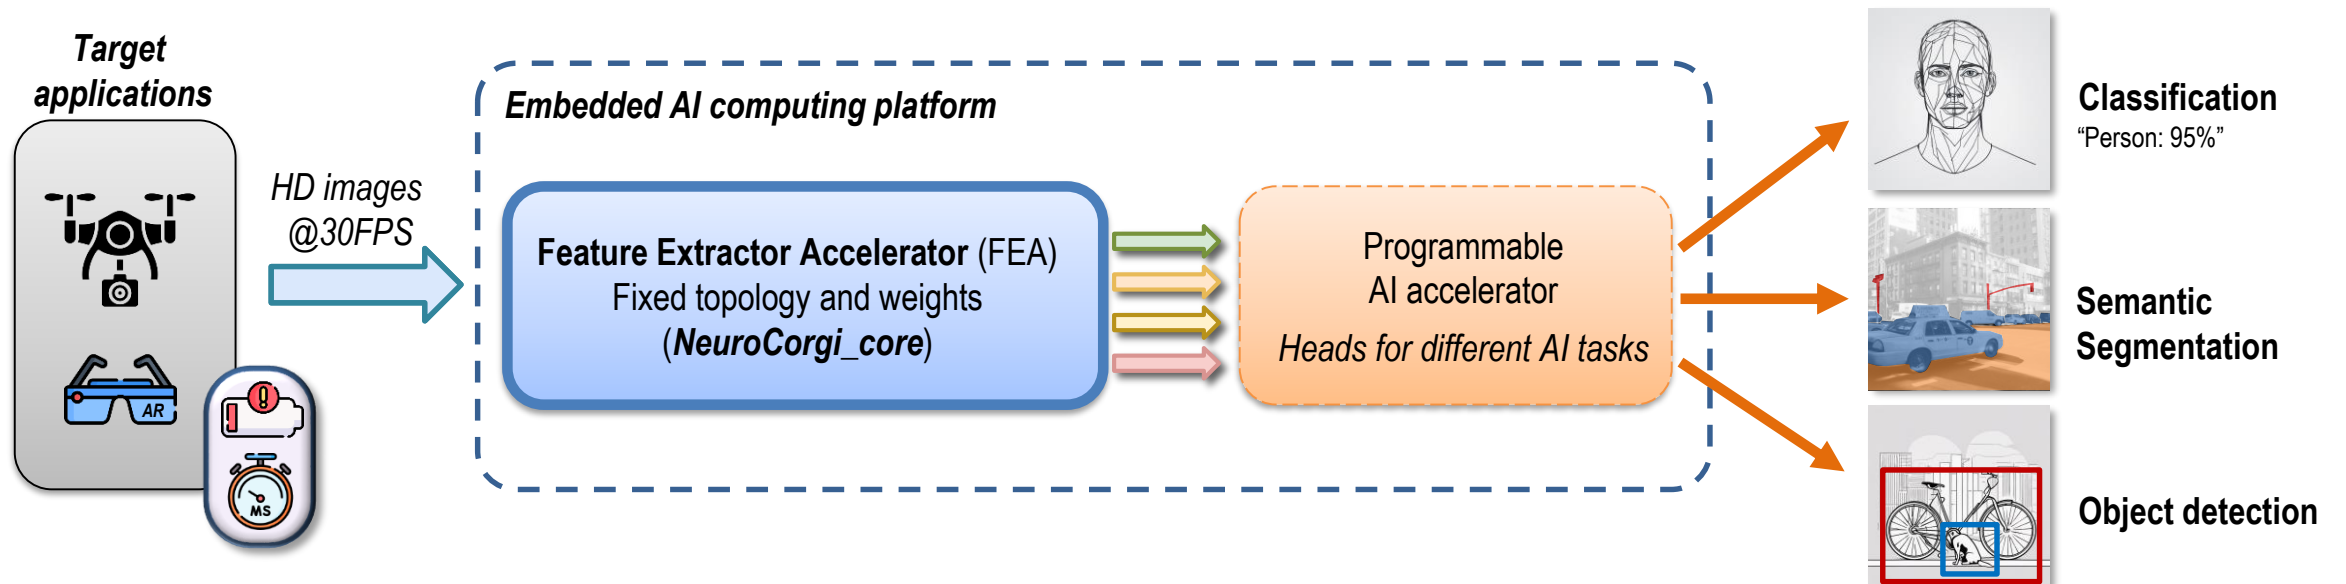 Target
applications
AR
MS
HD images
@30FPS
Embedded AI computing platform
Feature Extractor Accelerator (FEA)
Fixed topology and weights
(NeuroCorgi_core)
Programmable
AI accelerator
Heads for different AI tasks
Classification
“Person: 95%”
Semantic
Segmentation
Object detection